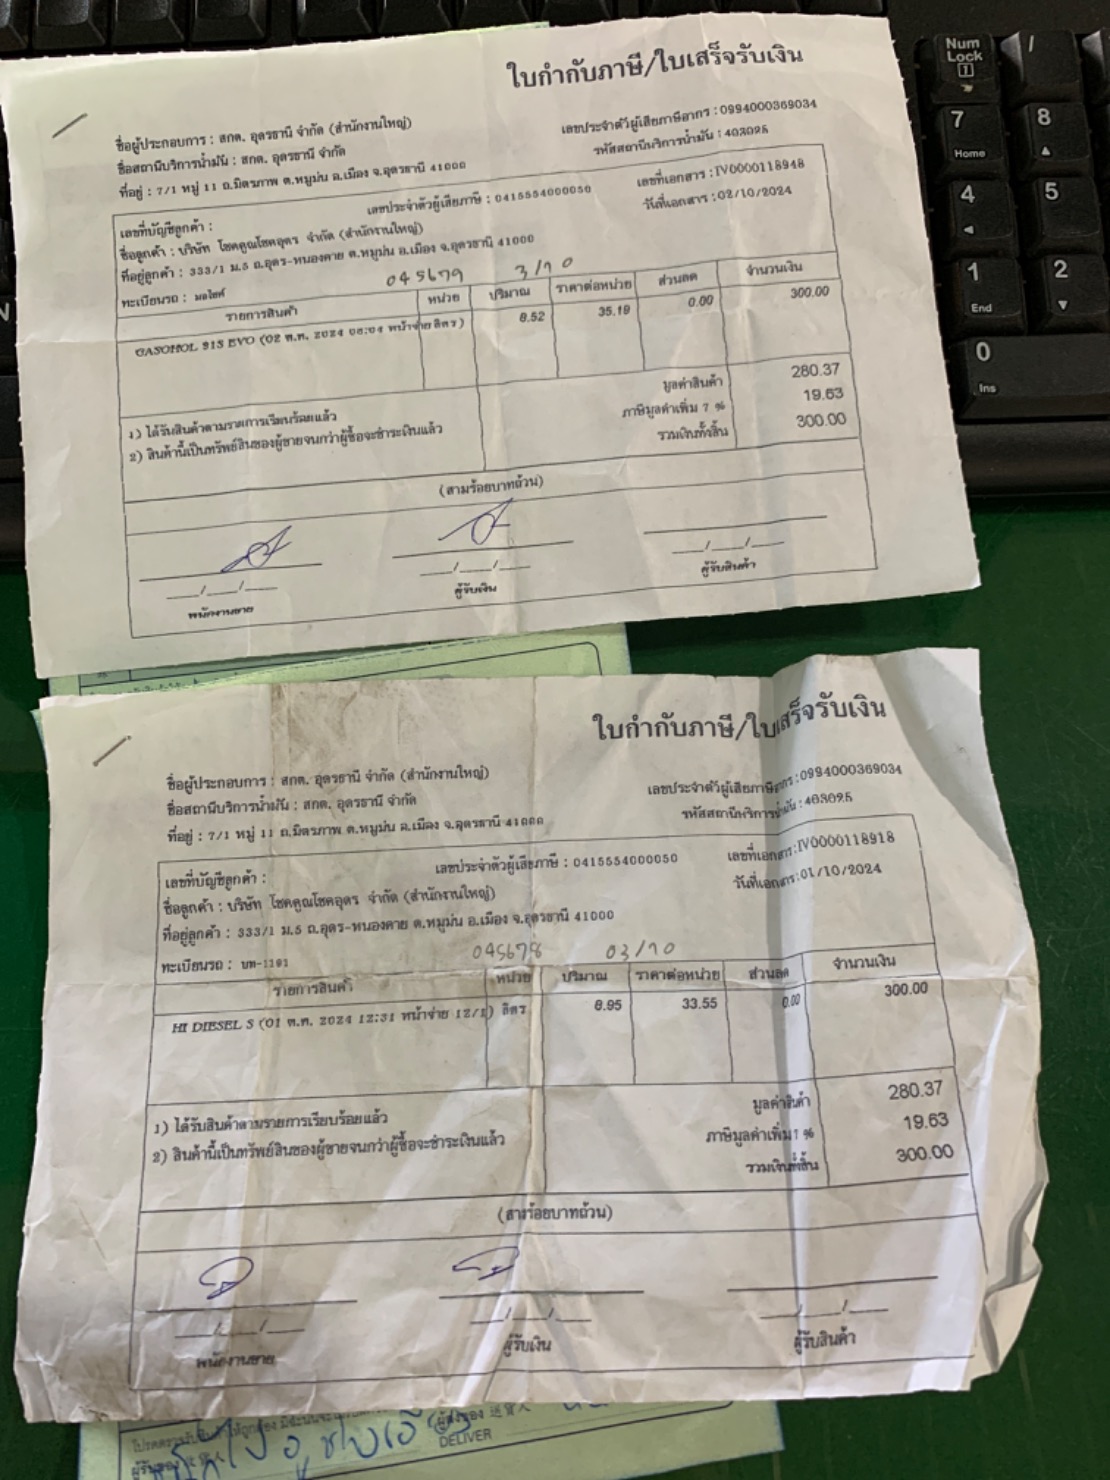 ใบกำกับภาษี/ใบเสร็จรับเงิน
ชื่อผู้ประกอบการ : สกต. อุดรธานี จำกัด (สำนักงานใหญ่)
เลขประจำตัวผู้เสียภาษีอากร : 0994000369034
ชื่อสถานีบริการน้ำมัน : สกต. อุดรธานี จำกัด
รหัสสถานีบริการน้ำมัน : 403025
ที่อยู่ : 7/1 หมู่ 11 ถ.มิตรภาพ ต.หมูม่น อ.เมือง จ.อุดรธานี 41000
เลขที่บัญชีลูกค้า :
เลขประจำตัวผู้เสียภาษี : 0415554000050
เลขที่เอกสาร : IV0000118948
ชื่อลูกค้า : บริษัท โชคคูณโชคอุดร จำกัด (สำนักงานใหญ่)
วันที่เอกสาร : 02/10/2024
ที่อยู่ลูกค้า : 333/1 ม.5 ถ.อุดร-หนองคาย ต.หมูม่น อ.เมือง จ.อุดรธานี 41000
ทะเบียนรถ : มอไซค์
045679 3/10
รายการสินค้า หน่วย ปริมาณ ราคาต่อหน่วย ส่วนลด จำนวนเงิน
GASOHOL 91S EVO (02 ต.ค. 2024 08:04 หน้าจ่าย ลิตร) 8.52 35.19 0.00 300.00
มูลค่าสินค้า 280.37
1) ได้รับสินค้าตามรายการเรียบร้อยแล้ว
ภาษีมูลค่าเพิ่ม 7 % 19.63
2) สินค้านี้เป็นทรัพย์สินของผู้ขายจนกว่าผู้ซื้อจะชำระเงินแล้ว
รวมเงินทั้งสิ้น 300.00
(สามร้อยบาทถ้วน)
__/__/__ __/__/__ __/__/__
พนักงานขาย ผู้รับเงิน ผู้รับสินค้า
ใบกำกับภาษี/ใบเสร็จรับเงิน
ชื่อผู้ประกอบการ : สกต. อุดรธานี จำกัด (สำนักงานใหญ่)
เลขประจำตัวผู้เสียภาษีอากร : 0994000369034
ชื่อสถานีบริการน้ำมัน : สกต. อุดรธานี จำกัด
รหัสสถานีบริการน้ำมัน : 403025
ที่อยู่ : 7/1 หมู่ 11 ถ.มิตรภาพ ต.หมูม่น อ.เมือง จ.อุดรธานี 41000
เลขที่บัญชีลูกค้า :
เลขประจำตัวผู้เสียภาษี : 0415554000050
เลขที่เอกสาร : IV0000118918
ชื่อลูกค้า : บริษัท โชคคูณโชคอุดร จำกัด (สำนักงานใหญ่)
วันที่เอกสาร : 01/10/2024
ที่อยู่ลูกค้า : 333/1 ม.5 ถ.อุดร-หนองคาย ต.หมูม่น อ.เมือง จ.อุดรธานี 41000
ทะเบียนรถ : บท-1191
045678 03/10
รายการสินค้า หน่วย ปริมาณ ราคาต่อหน่วย ส่วนลด จำนวนเงิน
HI DIESEL S (01 ต.ค. 2024 12:31 หน้าจ่าย 12/1) ลิตร 8.95 33.55 0.00 300.00
มูลค่าสินค้า 280.37
1) ได้รับสินค้าตามรายการเรียบร้อยแล้ว
ภาษีมูลค่าเพิ่ม 7 % 19.63
2) สินค้านี้เป็นทรัพย์สินของผู้ขายจนกว่าผู้ซื้อจะชำระเงินแล้ว
รวมเงินทั้งสิ้น 300.00
(สามร้อยบาทถ้วน)
__/__/__ __/__/__ __/__/__
พนักงานขาย ผู้รับเงิน ผู้รับสินค้า
DELIVER
Num Lock
/
7 Home
8
4
5
1 End
2
0 Ins